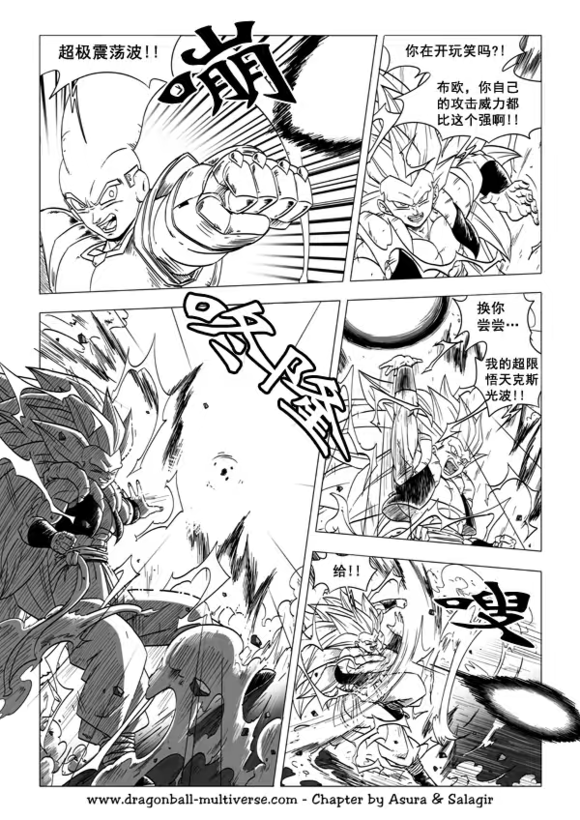 超极震荡波!!
嘣
你在开玩笑吗?!
布欧，你自己
的攻击威力都
比这个强啊!!
咚隆
换你
尝尝…
我的超限
悟天克斯
光波!!
给!!
嗖
www.dragonball-multiverse.com - Chapter by Asura & Salagir